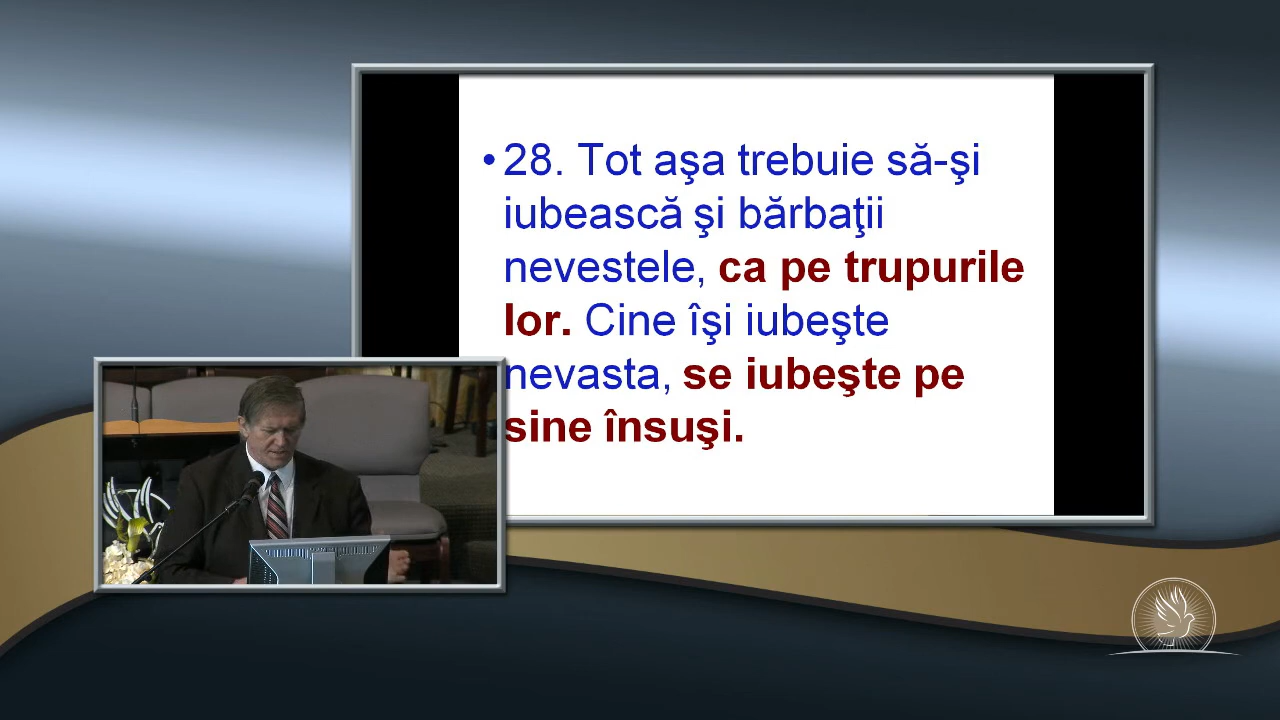 • 28. Tot aşa trebuie să-şi
iubească şi bărbaţii
nevestele, ca pe trupurile
lor. Cine îşi iubeşte
nevasta, se iubeşte pe
sine însuşi.